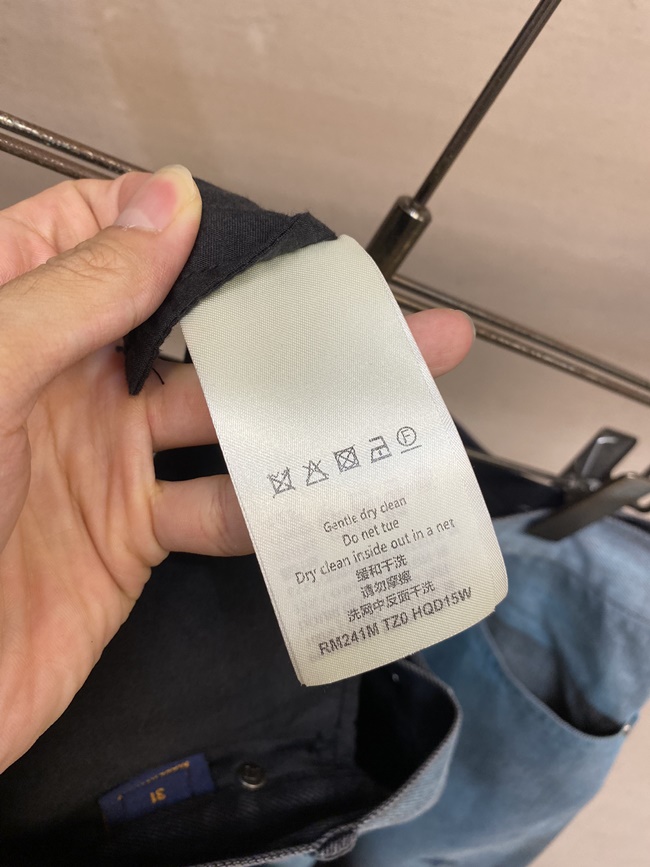 F
Gentle dry clean
Do net tue
Dry clean inside out in a net
缓和干洗
请勿摩擦
洗网中反面干洗
RM241M TZ0 HQD15W
31